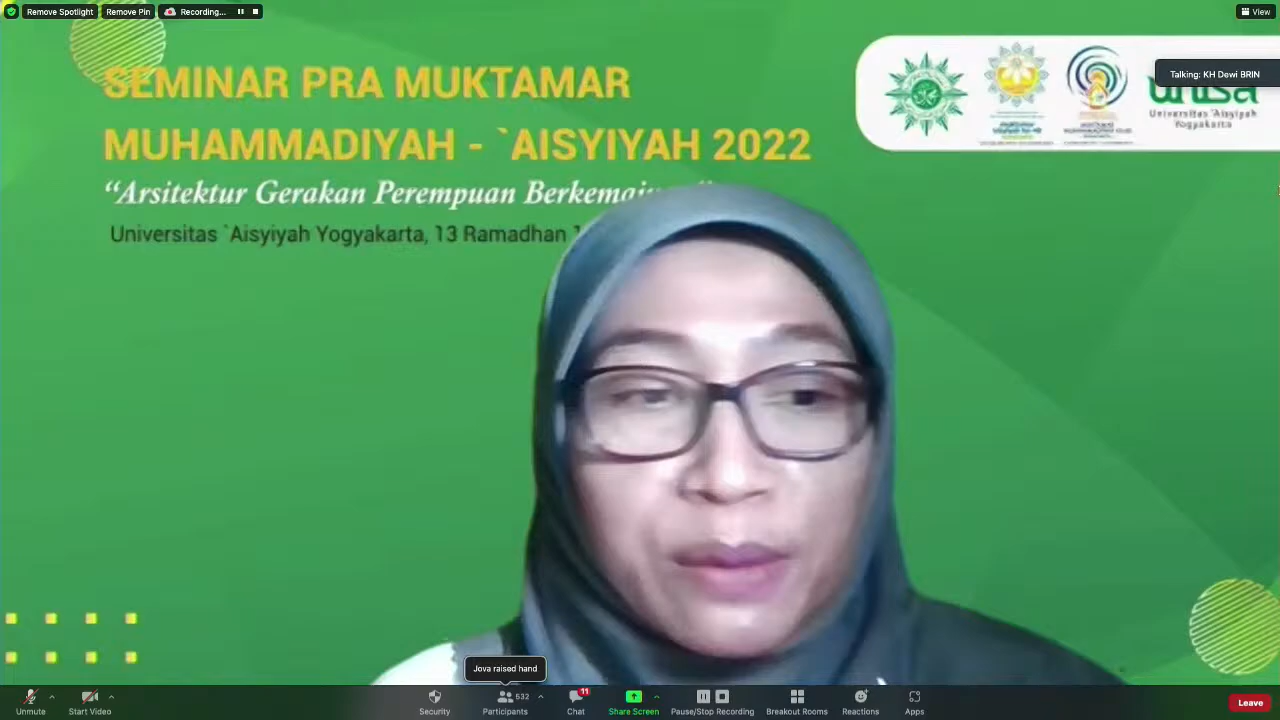 Remove Spotlight
Remove Pin
Recording...
View
SEMINAR PRA MUKTAMAR
MUHAMMADIYAH - `AISYIYAH 2022
“Arsitektur Gerakan Perempuan
Universitas `Aisyiyah Yogyakarta, 13 Ramadhan
Talking: KH Dewi BRIN
unisa
Universitas `Aisyiyah
Yogyakarta
Jova raised hand
Unmute
Start Video
Security
532
Participants
11
Chat
Share Screen
Pause/Stop Recording
Breakout Rooms
Reactions
Apps
Leave